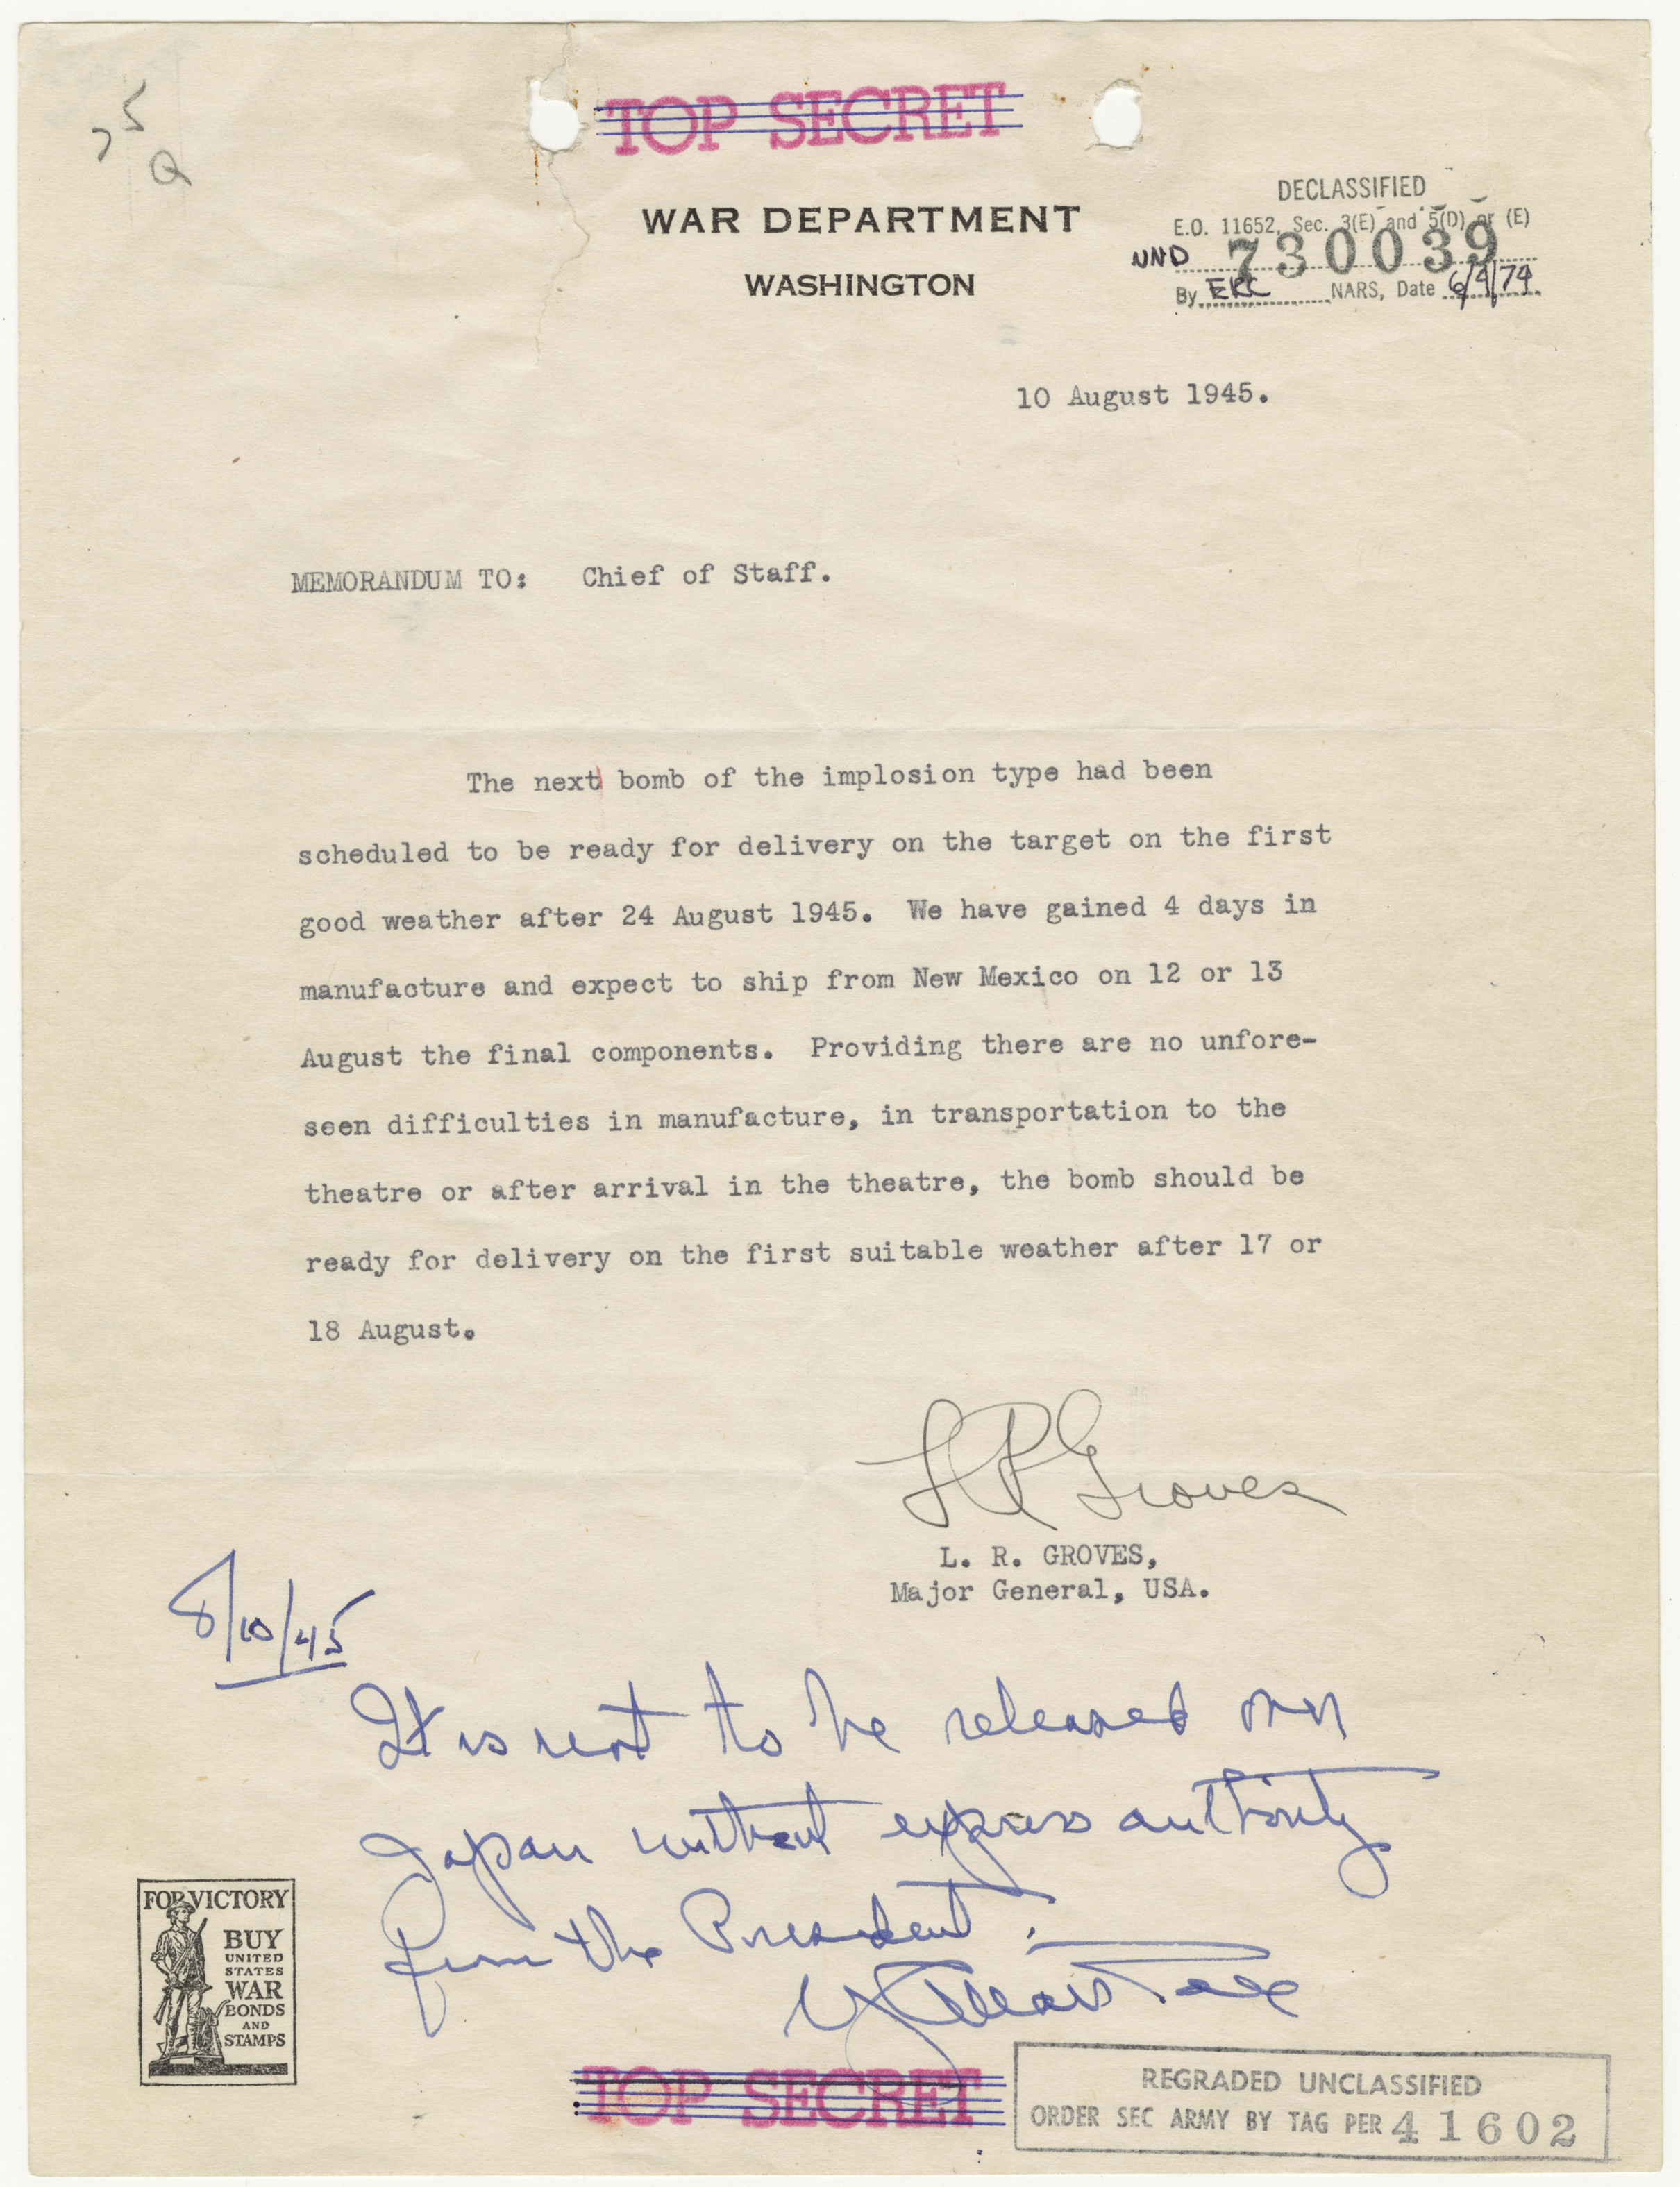 TOP SECRET
WAR DEPARTMENT
WASHINGTON
DECLASSIFIED
E.O. 11652, Sec. 3(E) and 5(D) or (E)
NND 730039
By ERC NARS, Date 6/4/74
10 August 1945.
MEMORANDUM TO: Chief of Staff.
The next bomb of the implosion type had been
scheduled to be ready for delivery on the target on the first
good weather after 24 August 1945. We have gained 4 days in
manufacture and expect to ship from New Mexico on 12 or 13
August the final components. Providing there are no unfore-
seen difficulties in manufacture, in transportation to the
theatre or after arrival in the theatre, the bomb should be
ready for delivery on the first suitable weather after 17 or
18 August.
L R Groves
L. R. GROVES,
Major General, USA.
8/10/45
It is not to be released on
Japan without express authority
from the President.
FOR VICTORY
BUY
UNITED
STATES
WAR
BONDS
AND
STAMPS
TOP SECRET
REGRADED UNCLASSIFIED
ORDER SEC ARMY BY TAG PER 41602